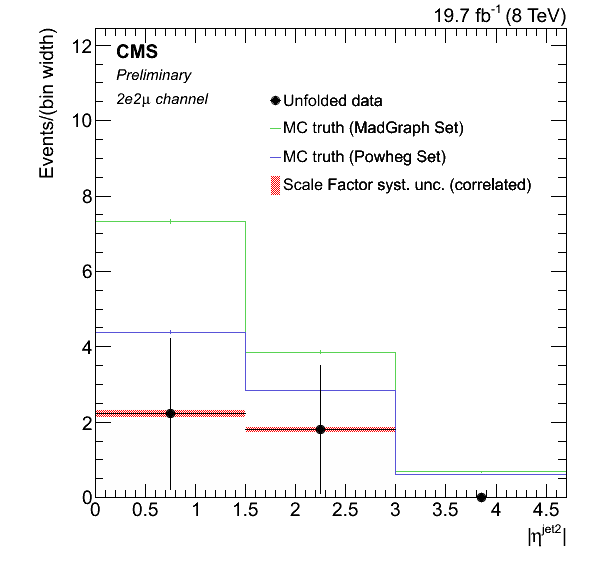 19.7 fb⁻¹ (8 TeV)
Events/(bin width)
CMS
Preliminary
2e2μ channel
Unfolded data
MC truth (MadGraph Set)
MC truth (Powheg Set)
Scale Factor syst. unc. (correlated)
12
10
8
6
4
2
0
0 0.5 1 1.5 2 2.5 3 3.5 4 4.5
|η^jet2|